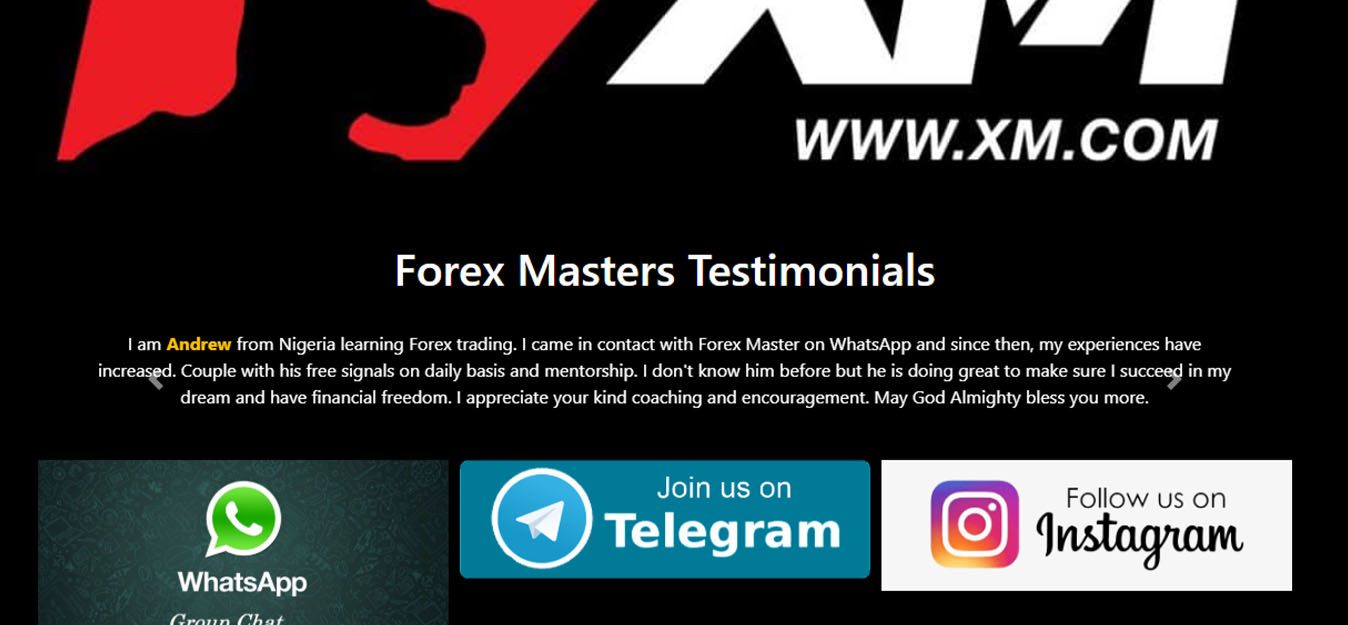 XM
WWW.XM.COM
Forex Masters Testimonials
I am Andrew from Nigeria learning Forex trading. I came in contact with Forex Master on WhatsApp and since then, my experiences have
increased. Couple with his free signals on daily basis and mentorship. I don't know him before but he is doing great to make sure I succeed in my
dream and have financial freedom. I appreciate your kind coaching and encouragement. May God Almighty bless you more.
WhatsApp
Group Chat
Join us on
Telegram
Follow us on
Instagram